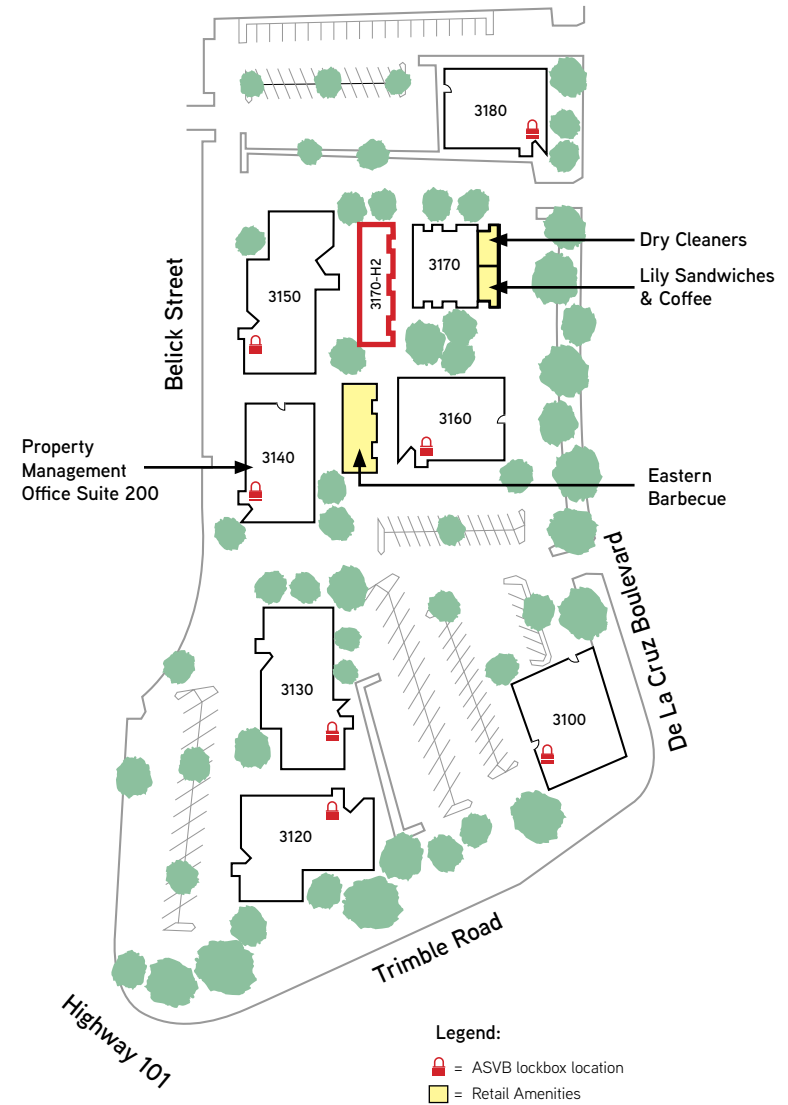 3180
Dry Cleaners
Lily Sandwiches
& Coffee
3170
3170-H2
3150
Belick Street
3160
3140
Property
Management
Office Suite 200
Eastern
Barbecue
De La Cruz Boulevard
3130
3100
3120
Trimble Road
Highway 101
Legend:
= ASVB lockbox location
= Retail Amenities